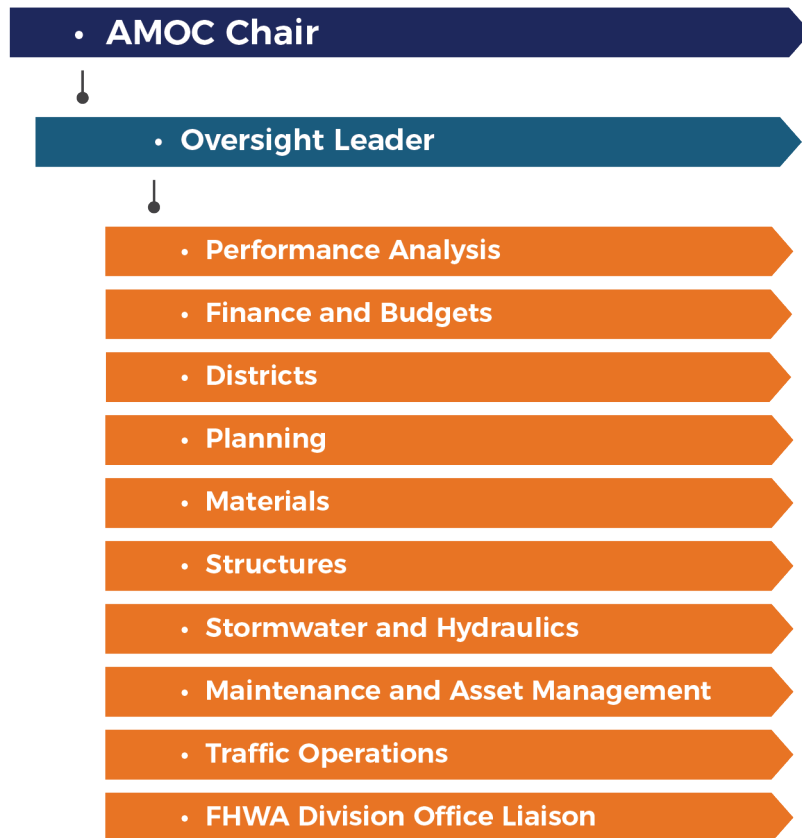 • AMOC Chair
• Oversight Leader
• Performance Analysis
• Finance and Budgets
• Districts
• Planning
• Materials
• Structures
• Stormwater and Hydraulics
• Maintenance and Asset Management
• Traffic Operations
• FHWA Division Office Liaison